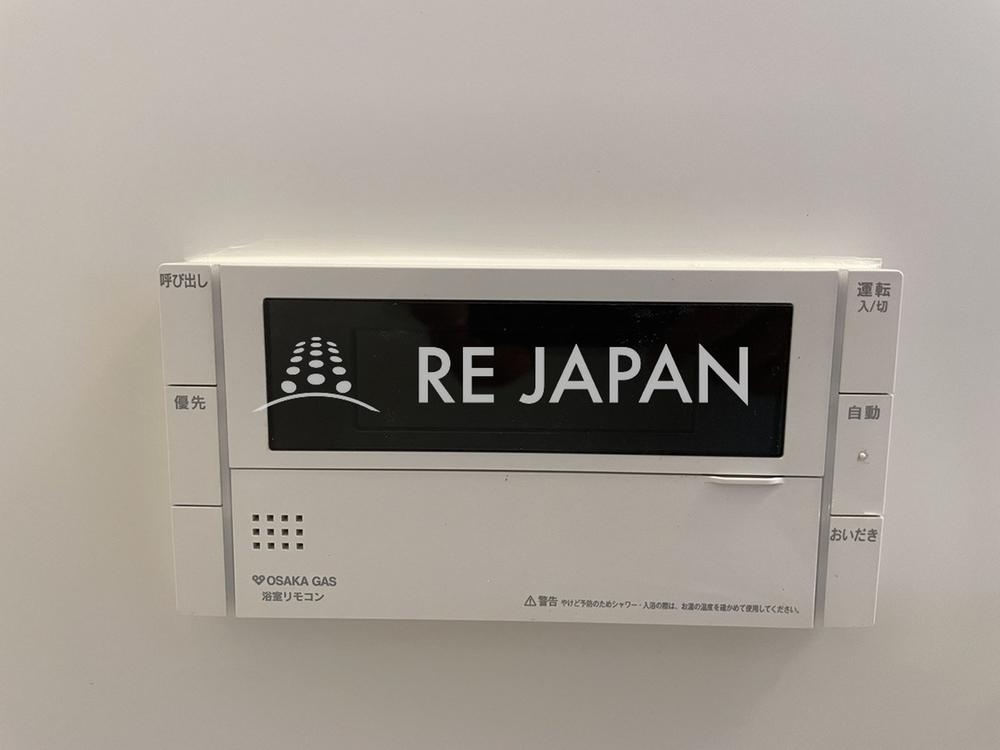 呼び出し
運転
入/切
RE JAPAN
優先
自動
おいだき
OSAKA GAS
浴室リモコン
警告 やけど予防のためシャワー・入浴の際は、お湯の温度を確かめて使用してください。